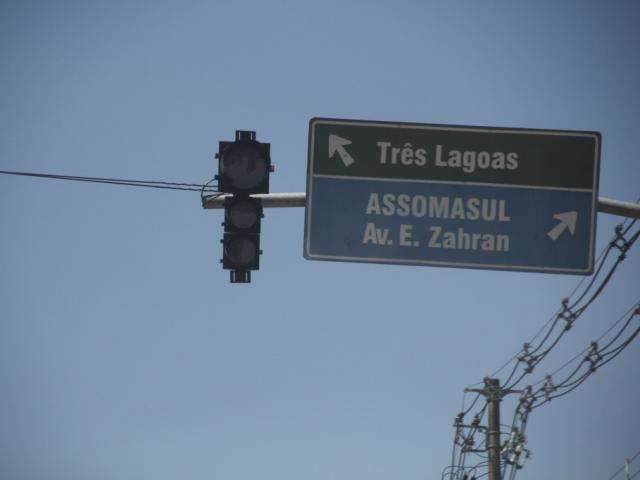 Três Lagoas
ASSOMASUL
Av. E. Zahran